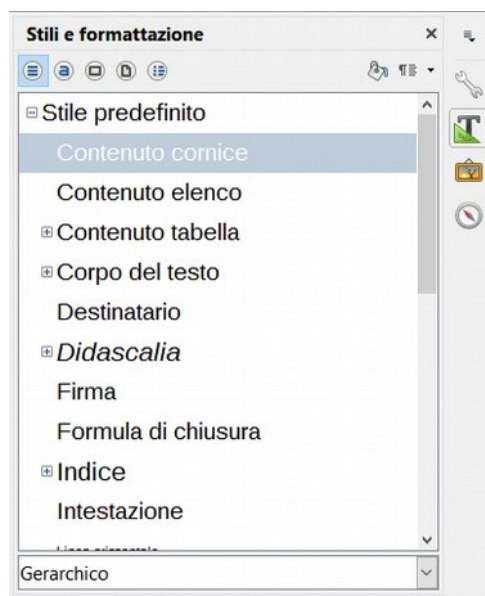 Stili e formattazione
Stile predefinito
Contenuto cornice
Contenuto elenco
Contenuto tabella
Corpo del testo
Destinatario
Didascalia
Firma
Formula di chiusura
Indice
Intestazione
Gerarchico